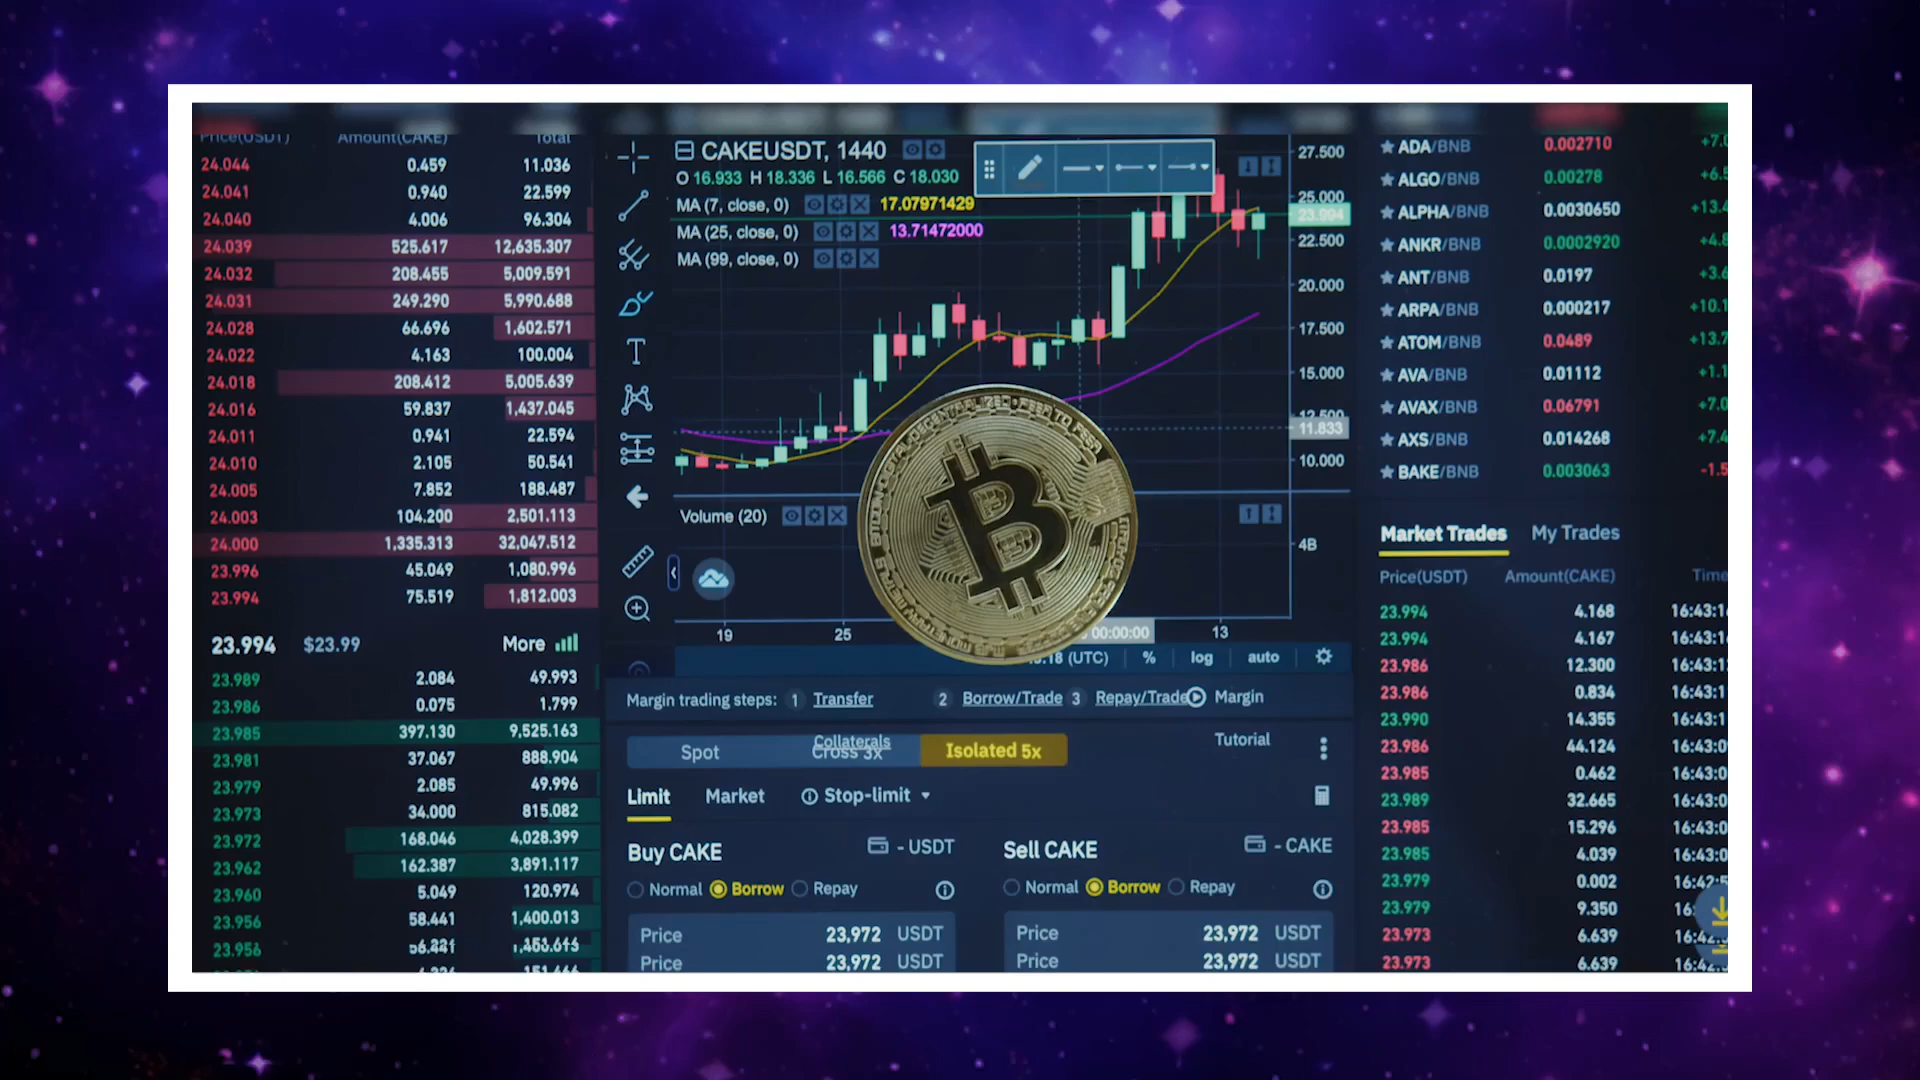 Price(USDT) Amount(CAKE) Total
24.044 0.459 11.036
24.041 0.940 22.599
24.040 4.006 96.304
24.039 525.617 12,635.307
24.032 208.455 5,009.591
24.031 249.290 5,990.688
24.028 66.696 1,602.571
24.022 4.163 100.004
24.018 208.412 5,005.639
24.016 59.837 1,437.045
24.011 0.941 22.594
24.010 2.105 50.541
24.005 7.852 188.487
24.003 104.200 2,501.113
24.000 1,335.313 32,047.512
23.996 45.049 1,080.996
23.994 75.519 1,812.003
23.994 $23.99 More
23.989 2.084 49.993
23.986 0.075 1.799
23.985 397.130 9,525.163
23.981 37.067 888.904
23.979 2.085 49.996
23.973 34.000 815.082
23.972 168.046 4,028.399
23.962 162.387 3,891.117
23.960 5.049 120.974
23.956 58.441 1,400.013
23.956
CAKEUSDT, 1440
O 16.933 H 18.336 L 16.566 C 18.030
MA (7, close, 0) 17.07971429
MA (25, close, 0) 13.71472000
MA (99, close, 0)
27.500
25.000
23.994
22.500
20.000
17.500
15.000
12.500
11.833
10.000
Volume (20)
4B
19 25 00:00:00 13
(UTC) % log auto
Margin trading steps: 1 Transfer 2 Borrow/Trade 3 Repay/Trade Margin
Collaterals Tutorial
Spot Cross 3x Isolated 5x
Limit Market Stop-limit
Buy CAKE - USDT Sell CAKE - CAKE
Normal Borrow Repay Normal Borrow Repay
Price 23,972 USDT Price 23,972 USDT
Price 23,972 USDT Price 23,972 USDT
ADA/BNB 0.002710
ALGO/BNB 0.00278
ALPHA/BNB 0.0030650
ANKR/BNB 0.0002920
ANT/BNB 0.0197
ARPA/BNB 0.000217
ATOM/BNB 0.0489
AVA/BNB 0.01112
AVAX/BNB 0.06791
AXS/BNB 0.014268
BAKE/BNB 0.003063
Market Trades My Trades
Price(USDT) Amount(CAKE) Time
23.994 4.168
23.994 4.167
23.986 12.300
23.986 0.834
23.990 14.355
23.986 44.124
23.985 0.462
23.989 32.665
23.985 15.296
23.985 4.039
23.979 0.002
23.979 9.350
23.973 6.639
23.973 6.639